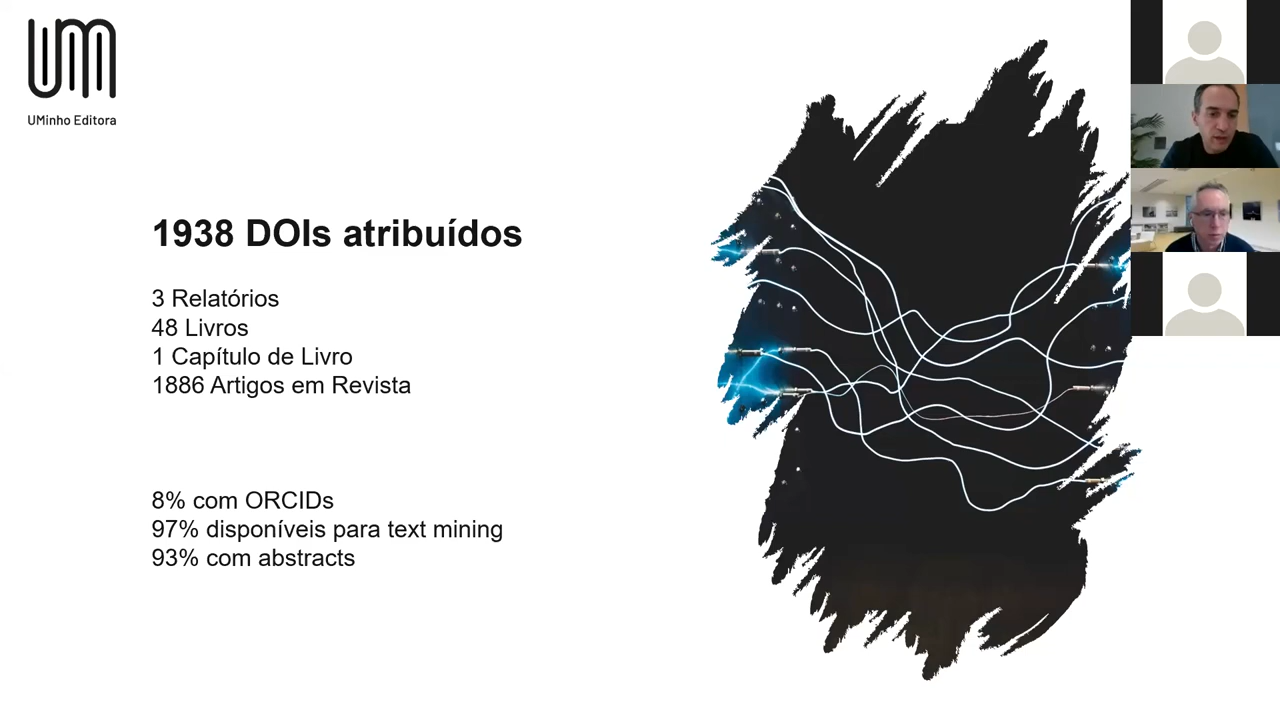 UM
UMinho Editora
1938 DOIs atribuídos
3 Relatórios
48 Livros
1 Capítulo de Livro
1886 Artigos em Revista
8% com ORCIDs
97% disponíveis para text mining
93% com abstracts